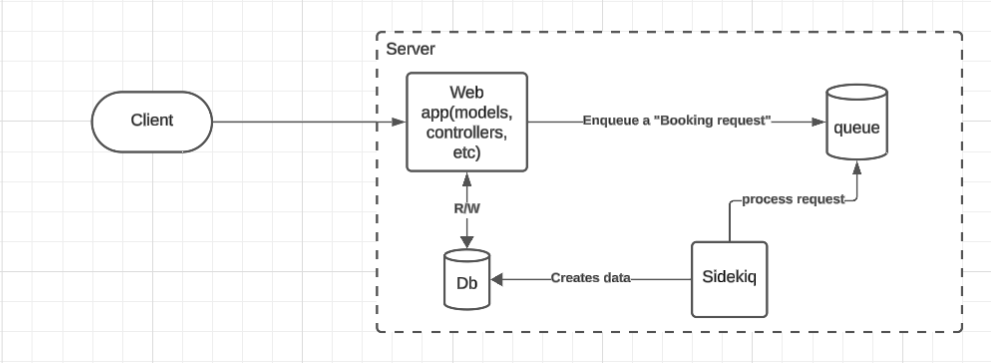 Server
Client
Web
app(models,
controllers,
etc)
Enqueue a "Booking request"
queue
R/W
process request
Db
Creates data
Sidekiq